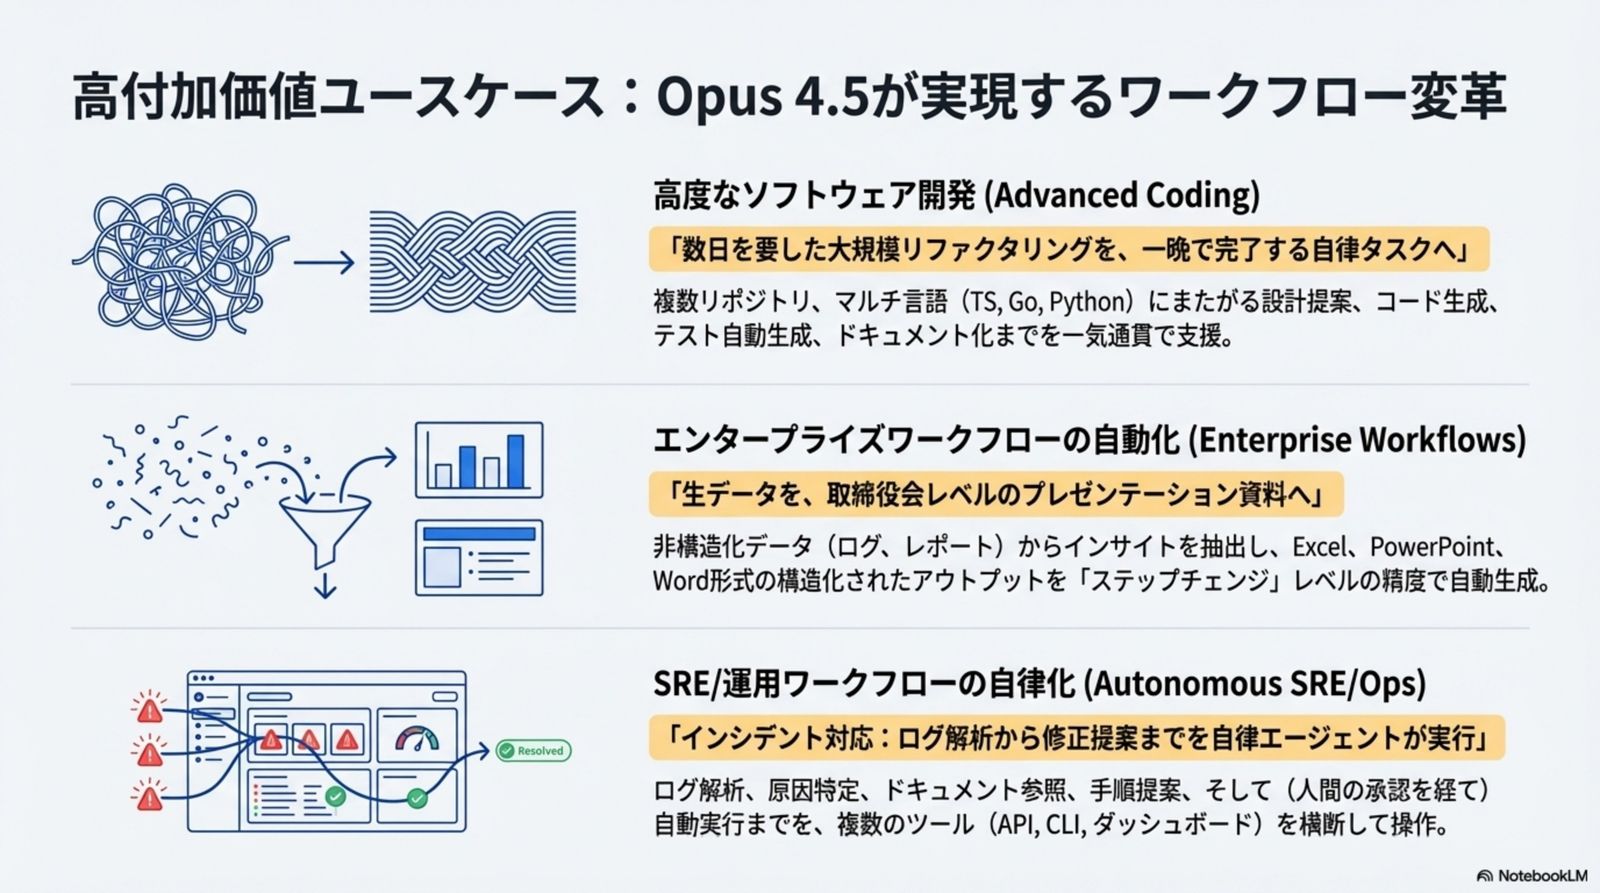 高付加価値ユースケース：Opus 4.5が実現するワークフロー変革
高度なソフトウェア開発 (Advanced Coding)
「数日を要した大規模リファクタリングを、一晩で完了する自律タスクへ」
複数リポジトリ、マルチ言語（TS, Go, Python）にまたがる設計提案、コード生成、
テスト自動生成、ドキュメント化までを一気通貫で支援。
エンタープライズワークフローの自動化 (Enterprise Workflows)
「生データを、取締役会レベルのプレゼンテーション資料へ」
非構造化データ（ログ、レポート）からインサイトを抽出し、Excel、PowerPoint、
Word形式の構造化されたアウトプットを「ステップチェンジ」レベルの精度で自動生成。
Resolved
SRE/運用ワークフローの自律化 (Autonomous SRE/Ops)
「インシデント対応：ログ解析から修正提案までを自律エージェントが実行」
ログ解析、原因特定、ドキュメント参照、手順提案、そして（人間の承認を経て）
自動実行までを、複数のツール（API, CLI, ダッシュボード）を横断して操作。
NotebookLM